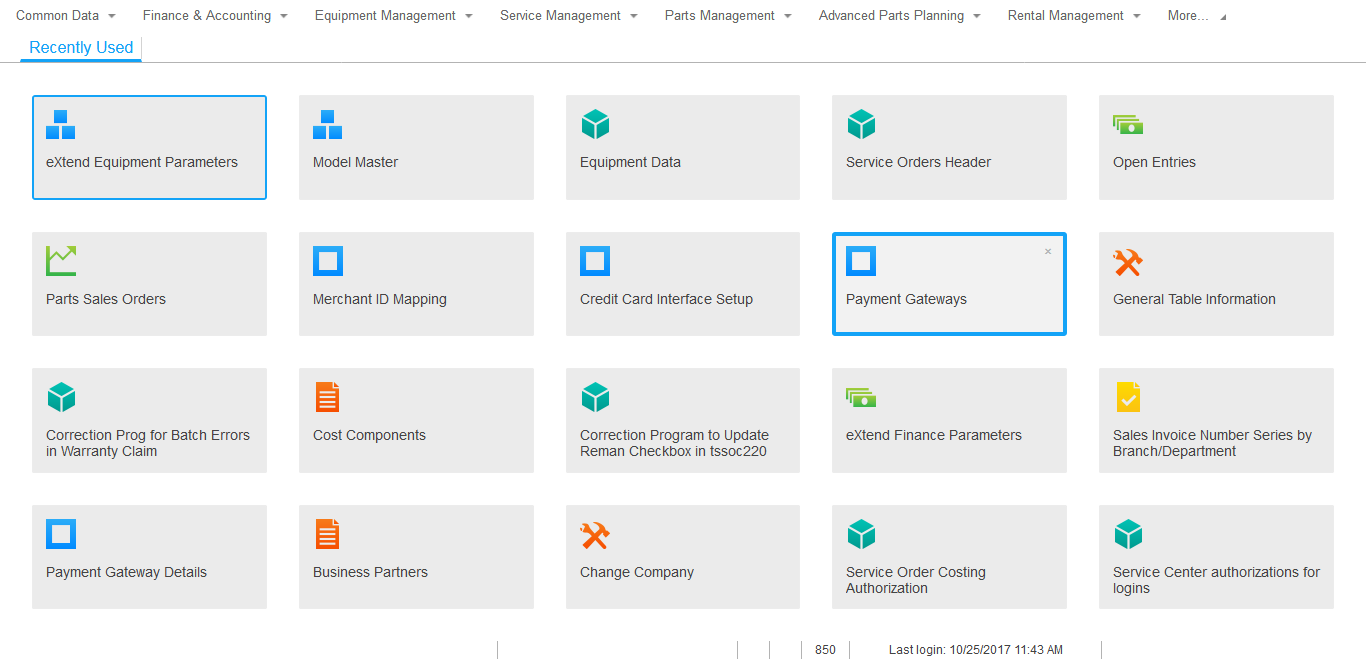 Common Data Finance & Accounting Equipment Management Service Management Parts Management Advanced Parts Planning Rental Management More...
Recently Used
eXtend Equipment Parameters
Model Master
Equipment Data
Service Orders Header
Open Entries
Parts Sales Orders
Merchant ID Mapping
Credit Card Interface Setup
Payment Gateways
General Table Information
Correction Prog for Batch Errors
in Warranty Claim
Cost Components
Correction Program to Update
Reman Checkbox in tssoc220
eXtend Finance Parameters
Sales Invoice Number Series by
Branch/Department
Payment Gateway Details
Business Partners
Change Company
Service Order Costing
Authorization
Service Center authorizations for
logins
850 Last login: 10/25/2017 11:43 AM